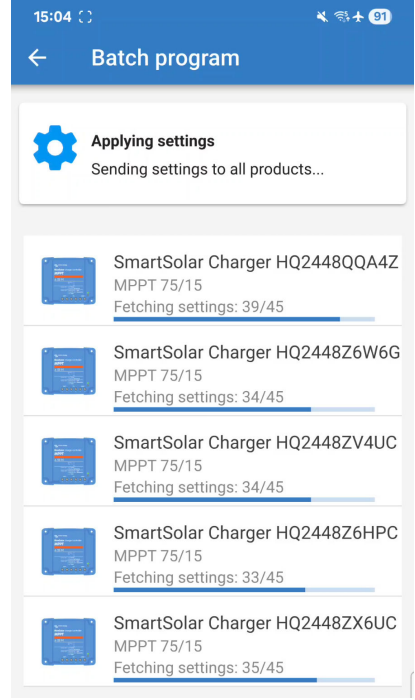 15:04
91
Batch program
Applying settings
Sending settings to all products...
SmartSolar Charger HQ2448QQA4Z
MPPT 75/15
Fetching settings: 39/45
SmartSolar Charger HQ2448Z6W6G
MPPT 75/15
Fetching settings: 34/45
SmartSolar Charger HQ2448ZV4UC
MPPT 75/15
Fetching settings: 34/45
SmartSolar Charger HQ2448Z6HPC
MPPT 75/15
Fetching settings: 33/45
SmartSolar Charger HQ2448ZX6UC
MPPT 75/15
Fetching settings: 35/45